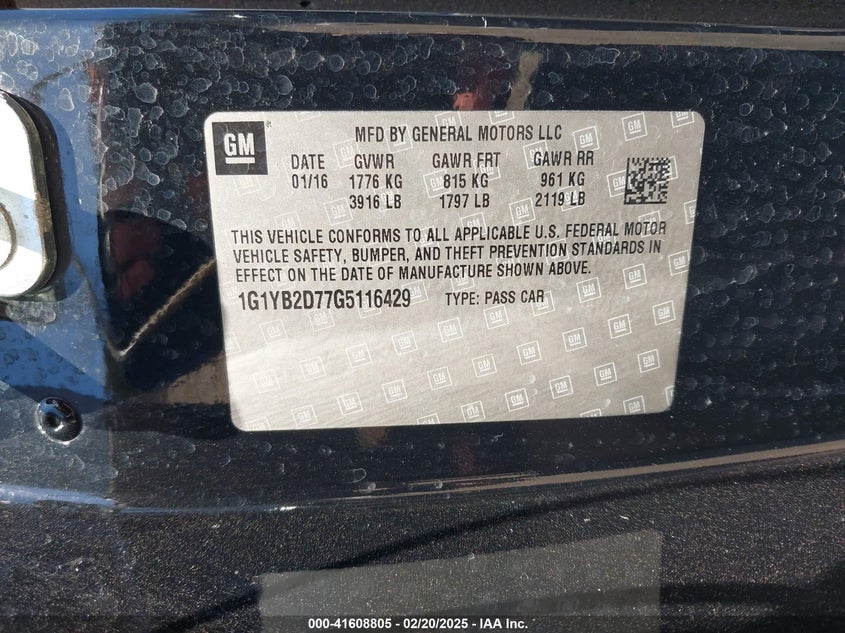 GM
MFD BY GENERAL MOTORS LLC
DATE GVWR GAWR FRT GAWR RR
01/16 1776 KG 815 KG 961 KG
3916 LB 1797 LB 2119 LB
THIS VEHICLE CONFORMS TO ALL APPLICABLE U.S. FEDERAL MOTOR
VEHICLE SAFETY, BUMPER, AND THEFT PREVENTION STANDARDS IN
EFFECT ON THE DATE OF MANUFACTURE SHOWN ABOVE.
1G1YB2D77G5116429 TYPE: PASS CAR
000-41608805 - 02/20/2025 - IAA Inc.